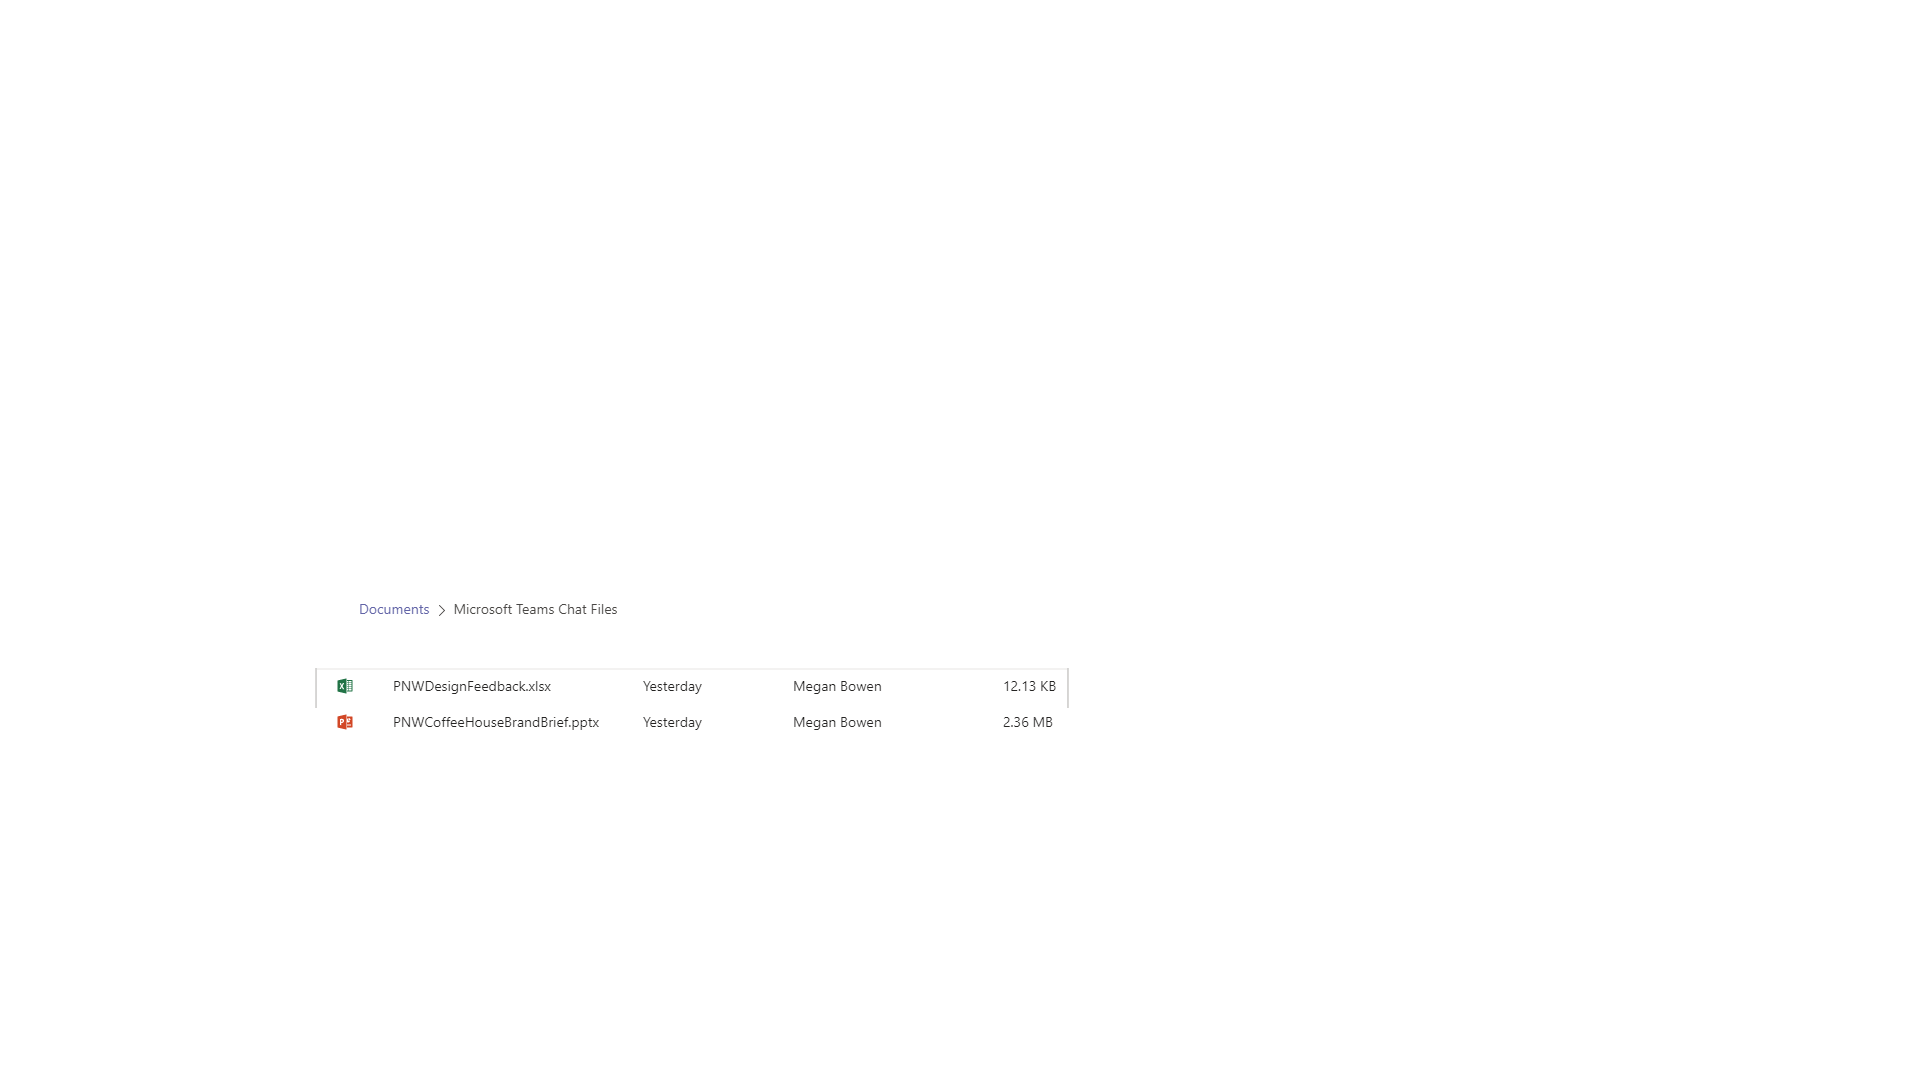 Documents > Microsoft Teams Chat Files
PNWDesignFeedback.xlsx Yesterday Megan Bowen 12.13 KB
PNWCoffeeHouseBrandBrief.pptx Yesterday Megan Bowen 2.36 MB